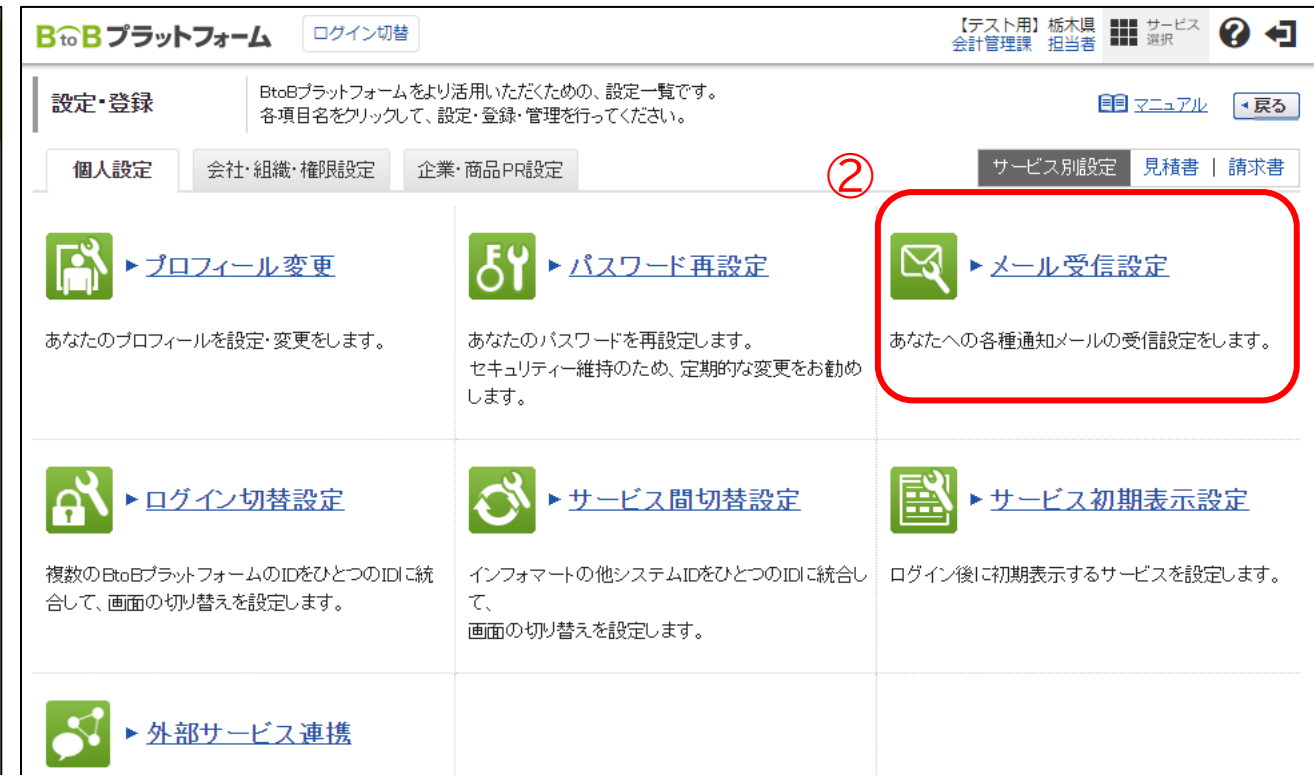 BtoBプラットフォーム
ログイン切替
【テスト用】 栃木県
会計管理課 担当者
サービス
選択
設定・登録
BtoBプラットフォームをより活用いただくための、設定一覧です。
各項目名をクリックして、設定・登録・管理を行ってください。
マニュアル
戻る
個人設定
会社・組織・権限設定
企業・商品PR設定
②
サービス別設定
見積書 | 請求書
プロフィール変更
パスワード再設定
メール受信設定
あなたのプロフィールを設定・変更をします。
あなたのパスワードを再設定します。
セキュリティー維持のため、定期的な変更をお勧め
します。
あなたへの各種通知メールの受信設定をします。
ログイン切替設定
サービス間切替設定
サービス初期表示設定
複数のBtoBプラットフォームのIDをひとつのIDに統
合して、画面の切り替えを設定します。
インフォマートの他システムIDをひとつのIDに統合し
て、
画面の切り替えを設定します。
ログイン後に初期表示するサービスを設定します。
外部サービス連携